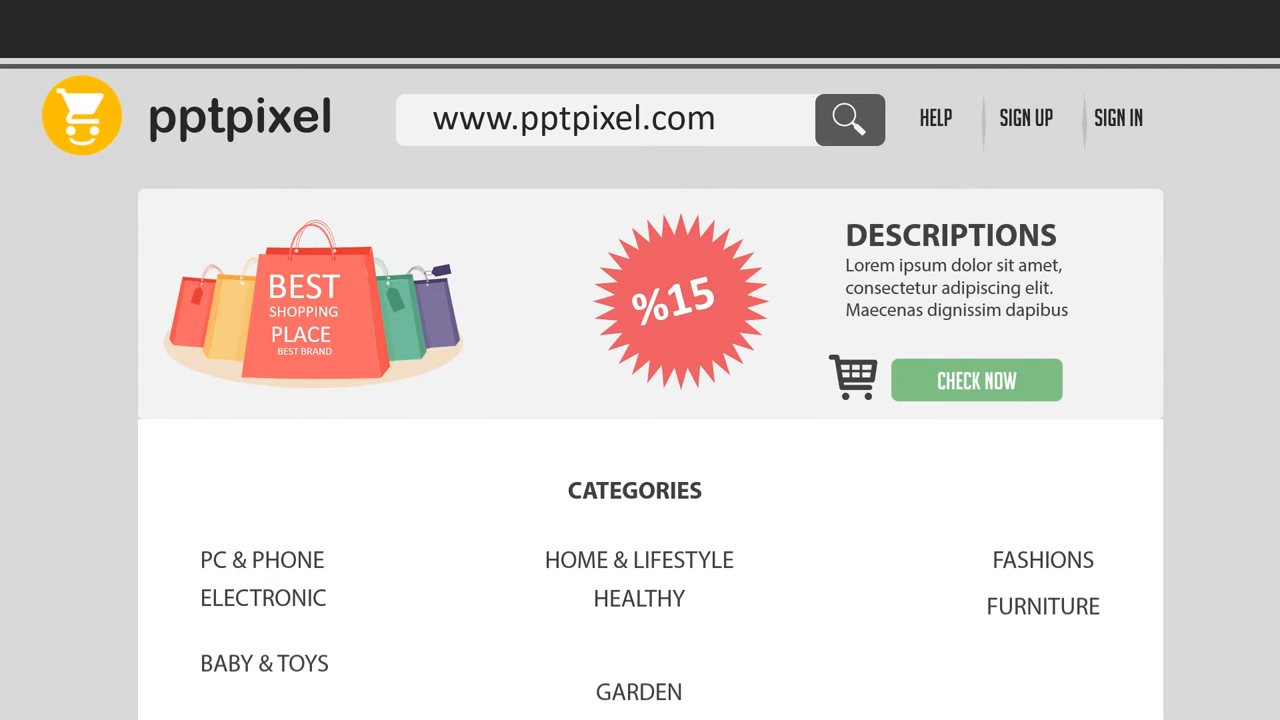 pptpixel
www.pptpixel.com
HELP
SIGN UP
SIGN IN
BEST
SHOPPING
PLACE
BEST BRAND
%15
DESCRIPTIONS
Lorem ipsum dolor sit amet,
consectetur adipiscing elit.
Maecenas dignissim dapibus
CHECK NOW
CATEGORIES
PC & PHONE
ELECTRONIC
BABY & TOYS
HOME & LIFESTYLE
HEALTHY
GARDEN
FASHIONS
FURNITURE